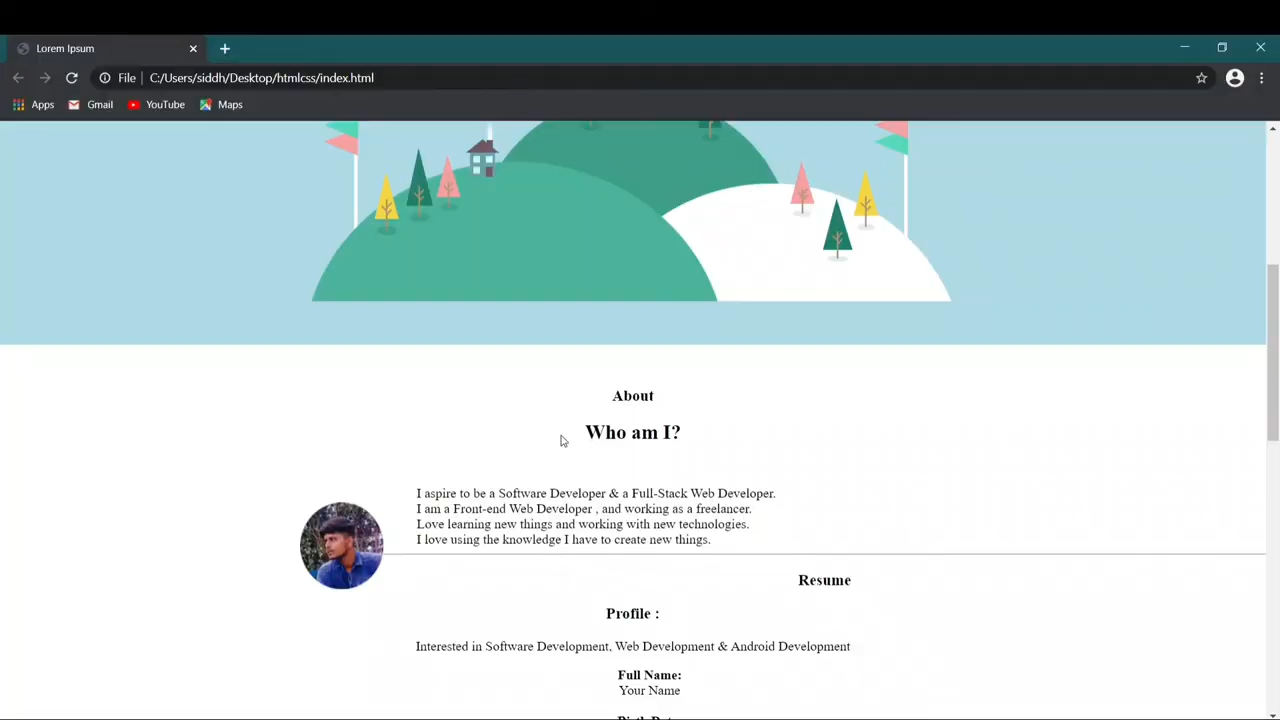 Lorem Ipsum
File | C:/Users/siddh/Desktop/htmlcss/index.html
Apps Gmail YouTube Maps
About
Who am I?
I aspire to be a Software Developer & a Full-Stack Web Developer.
I am a Front-end Web Developer , and working as a freelancer.
Love learning new things and working with new technologies.
I love using the knowledge I have to create new things.
Resume
Profile :
Interested in Software Development, Web Development & Android Development
Full Name:
Your Name